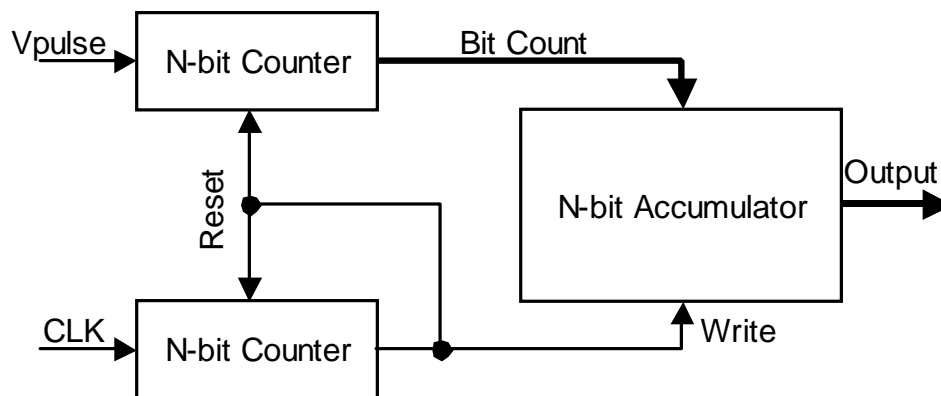 Vpulse
N-bit Counter
Bit Count
Reset
N-bit Accumulator
Output
CLK
N-bit Counter
Write